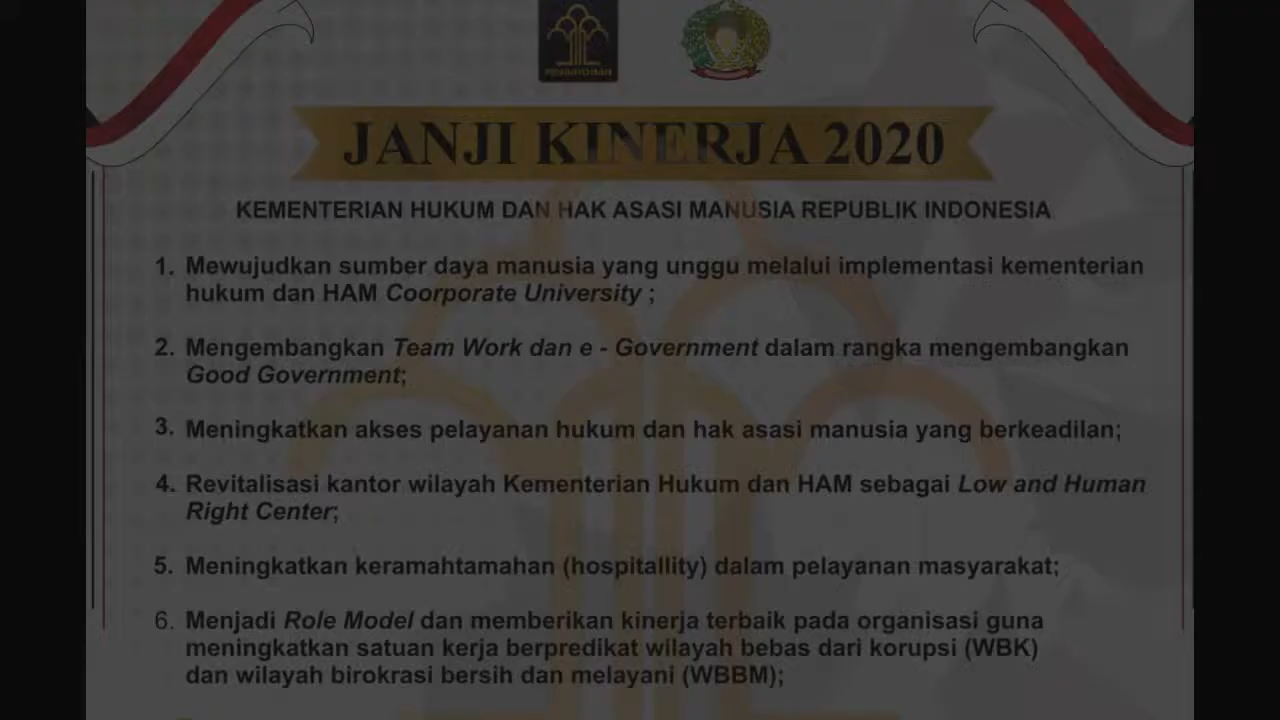 PENGAYOMAN
JANJI KINERJA 2020
KEMENTERIAN HUKUM DAN HAK ASASI MANUSIA REPUBLIK INDONESIA
1. Mewujudkan sumber daya manusia yang unggu melalui implementasi kementerian
hukum dan HAM Coorporate University ;
2. Mengembangkan Team Work dan e - Government dalam rangka mengembangkan
Good Government;
3. Meningkatkan akses pelayanan hukum dan hak asasi manusia yang berkeadilan;
4. Revitalisasi kantor wilayah Kementerian Hukum dan HAM sebagai Low and Human
Right Center;
5. Meningkatkan keramahtamahan (hospitallity) dalam pelayanan masyarakat;
6. Menjadi Role Model dan memberikan kinerja terbaik pada organisasi guna
meningkatkan satuan kerja berpredikat wilayah bebas dari korupsi (WBK)
dan wilayah birokrasi bersih dan melayani (WBBM);